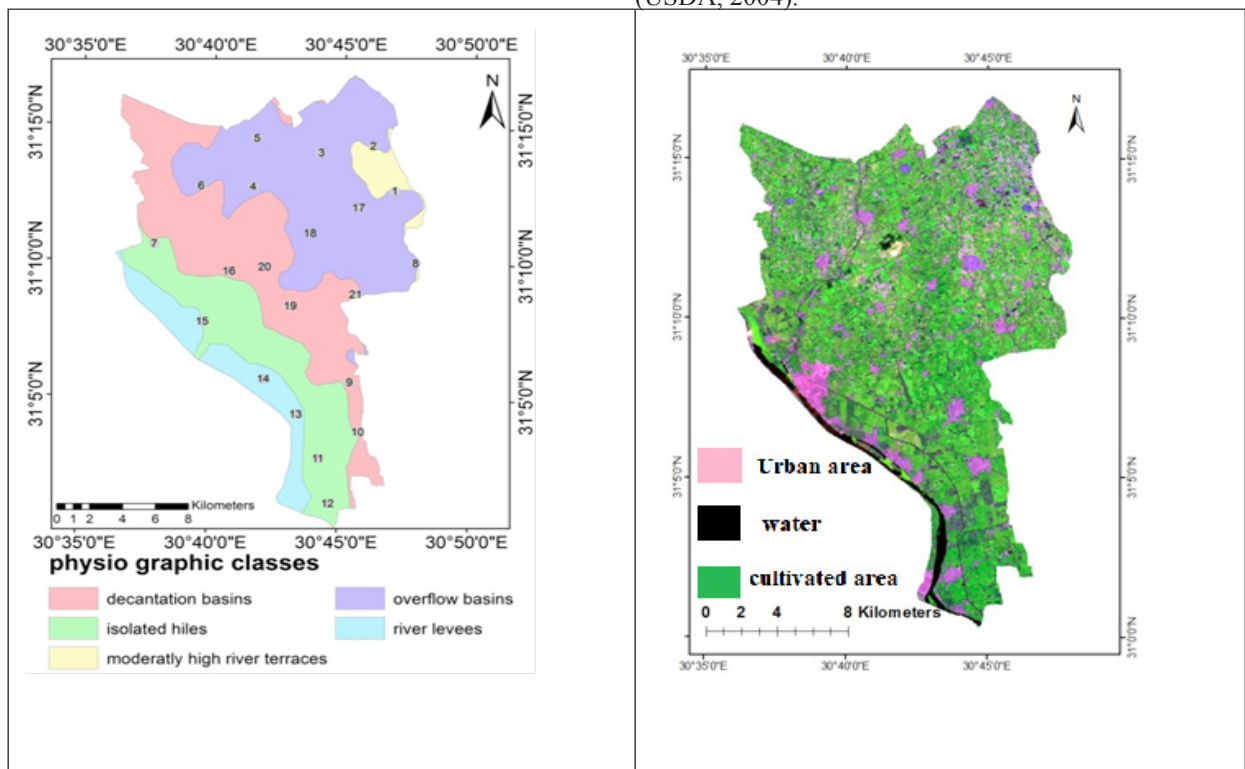 (USDA, 2004).
30°35'0"E 30°40'0"E 30°45'0"E 30°50'0"E
N
31°15'0"N
31°10'0"N
31°5'0"N
31°15'0"N
31°10'0"N
31°5'0"N
5
3
2
6
4
1
17
18
7
8
16
20
21
19
15
14
9
13
10
11
12
Kilometers
0 1 2 4 6 8
30°35'0"E 30°40'0"E 30°45'0"E 30°50'0"E
physio graphic classes
decantation basins
overflow basins
isolated hiles
river levees
moderatly high river terraces
30°35'0"E 30°40'0"E 30°45'0"E
N
31°15'0"N
31°10'0"N
31°5'0"N
31°15'0"N
31°10'0"N
31°5'0"N
31°0'0"N
Urban area
water
cultivated area
0 2 4 8 Kilometers
30°35'0"E 30°40'0"E 30°45'0"E